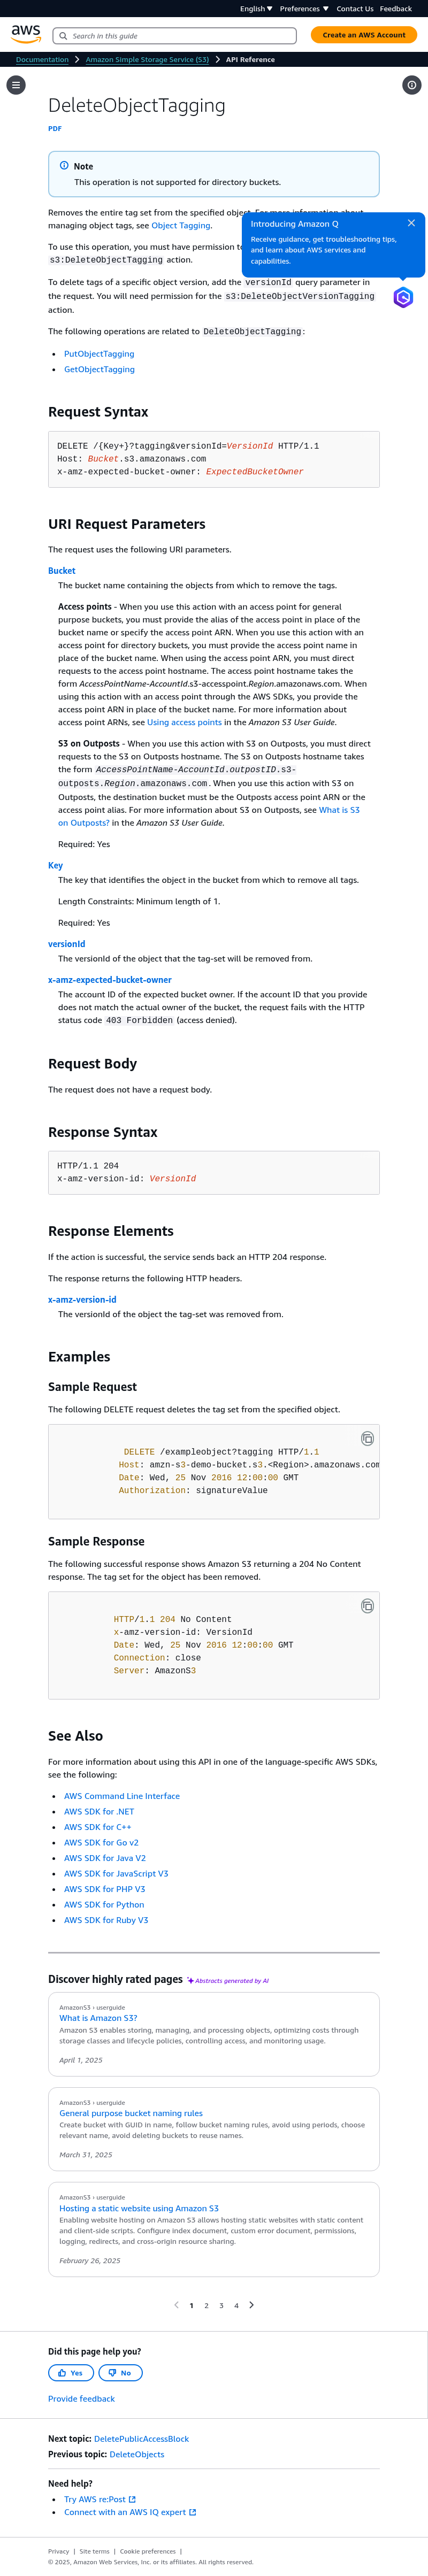 English Preferences Contact Us Feedback
aws Search in this guide Create an AWS Account
Documentation Amazon Simple Storage Service (S3) API Reference
DeleteObjectTagging
PDF
Note
This operation is not supported for directory buckets.
Removes the entire tag set from the specified object. For more information about
managing object tags, see Object Tagging.
Introducing Amazon Q
Receive guidance, get troubleshooting tips,
and learn about AWS services and
capabilities.
To use this operation, you must have permission to
s3:DeleteObjectTagging action.
To delete tags of a specific object version, add the versionId query parameter in
the request. You will need permission for the s3:DeleteObjectVersionTagging
action.
The following operations are related to DeleteObjectTagging:
• PutObjectTagging
• GetObjectTagging
Request Syntax
DELETE /{Key+}?tagging&versionId=VersionId HTTP/1.1
Host: Bucket.s3.amazonaws.com
x-amz-expected-bucket-owner: ExpectedBucketOwner
URI Request Parameters
The request uses the following URI parameters.
Bucket
The bucket name containing the objects from which to remove the tags.
Access points - When you use this action with an access point for general
purpose buckets, you must provide the alias of the access point in place of the
bucket name or specify the access point ARN. When you use this action with an
access point for directory buckets, you must provide the access point name in
place of the bucket name. When using the access point ARN, you must direct
requests to the access point hostname. The access point hostname takes the
form AccessPointName-AccountId.s3-accesspoint.Region.amazonaws.com. When
using this action with an access point through the AWS SDKs, you provide the
access point ARN in place of the bucket name. For more information about
access point ARNs, see Using access points in the Amazon S3 User Guide.
S3 on Outposts - When you use this action with S3 on Outposts, you must direct
requests to the S3 on Outposts hostname. The S3 on Outposts hostname takes
the form AccessPointName-AccountId.outpostID.s3-
outposts.Region.amazonaws.com. When you use this action with S3 on
Outposts, the destination bucket must be the Outposts access point ARN or the
access point alias. For more information about S3 on Outposts, see What is S3
on Outposts? in the Amazon S3 User Guide.
Required: Yes
Key
The key that identifies the object in the bucket from which to remove all tags.
Length Constraints: Minimum length of 1.
Required: Yes
versionId
The versionId of the object that the tag-set will be removed from.
x-amz-expected-bucket-owner
The account ID of the expected bucket owner. If the account ID that you provide
does not match the actual owner of the bucket, the request fails with the HTTP
status code 403 Forbidden (access denied).
Request Body
The request does not have a request body.
Response Syntax
HTTP/1.1 204
x-amz-version-id: VersionId
Response Elements
If the action is successful, the service sends back an HTTP 204 response.
The response returns the following HTTP headers.
x-amz-version-id
The versionId of the object the tag-set was removed from.
Examples
Sample Request
The following DELETE request deletes the tag set from the specified object.
DELETE /exampleobject?tagging HTTP/1.1
Host: amzn-s3-demo-bucket.s3.<Region>.amazonaws.com
Date: Wed, 25 Nov 2016 12:00:00 GMT
Authorization: signatureValue
Sample Response
The following successful response shows Amazon S3 returning a 204 No Content
response. The tag set for the object has been removed.
HTTP/1.1 204 No Content
x-amz-version-id: VersionId
Date: Wed, 25 Nov 2016 12:00:00 GMT
Connection: close
Server: AmazonS3
See Also
For more information about using this API in one of the language-specific AWS SDKs,
see the following:
• AWS Command Line Interface
• AWS SDK for .NET
• AWS SDK for C++
• AWS SDK for Go v2
• AWS SDK for Java V2
• AWS SDK for JavaScript V3
• AWS SDK for PHP V3
• AWS SDK for Python
• AWS SDK for Ruby V3
Discover highly rated pages Abstracts generated by AI
AmazonS3 › userguide
What is Amazon S3?
Amazon S3 enables storing, managing, and processing objects, optimizing costs through
storage classes and lifecycle policies, controlling access, and monitoring usage.
April 1, 2025
AmazonS3 › userguide
General purpose bucket naming rules
Create bucket with GUID in name, follow bucket naming rules, avoid using periods, choose
relevant name, avoid deleting buckets to reuse names.
March 31, 2025
AmazonS3 › userguide
Hosting a static website using Amazon S3
Enabling website hosting on Amazon S3 allows hosting static websites with static content
and client-side scripts. Configure index document, custom error document, permissions,
logging, redirects, and cross-origin resource sharing.
February 26, 2025
1 2 3 4
Did this page help you?
Yes No
Provide feedback
Next topic: DeletePublicAccessBlock
Previous topic: DeleteObjects
Need help?
• Try AWS re:Post
• Connect with an AWS IQ expert
Privacy | Site terms | Cookie preferences |
© 2025, Amazon Web Services, Inc. or its affiliates. All rights reserved.